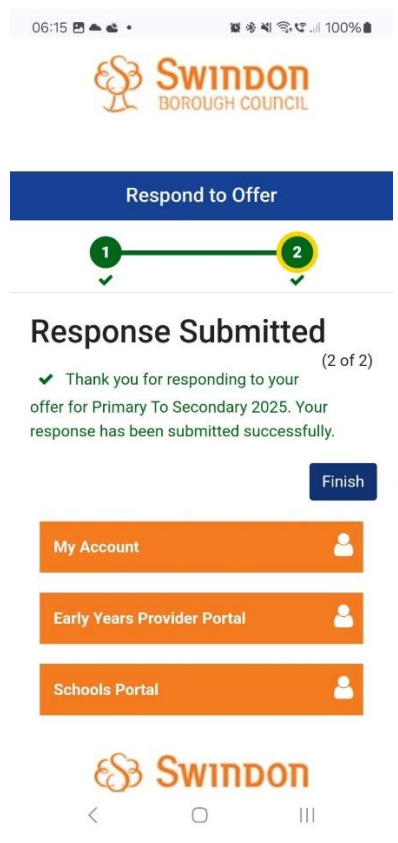 06:15
100%
SWINDON
BOROUGH COUNCIL
Respond to Offer
1
2
Response Submitted
(2 of 2)
Thank you for responding to your
offer for Primary To Secondary 2025. Your
response has been submitted successfully.
Finish
My Account
Early Years Provider Portal
Schools Portal
SWINDON